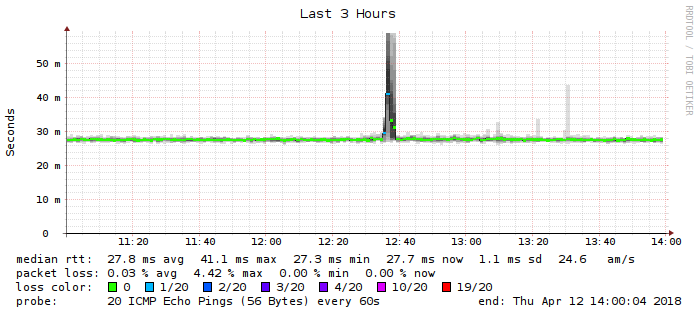 Last 3 Hours
RRDTOOL / TOBI OETIKER
Seconds
50 m
40 m
30 m
20 m
10 m
0
11:20 11:40 12:00 12:20 12:40 13:00 13:20 13:40 14:00
median rtt: 27.8 ms avg 41.1 ms max 27.3 ms min 27.7 ms now 1.1 ms sd 24.6 am/s
packet loss: 0.03 % avg 4.42 % max 0.00 % min 0.00 % now
loss color: 0 1/20 2/20 3/20 4/20 10/20 19/20
probe: 20 ICMP Echo Pings (56 Bytes) every 60s end: Thu Apr 12 14:00:04 2018